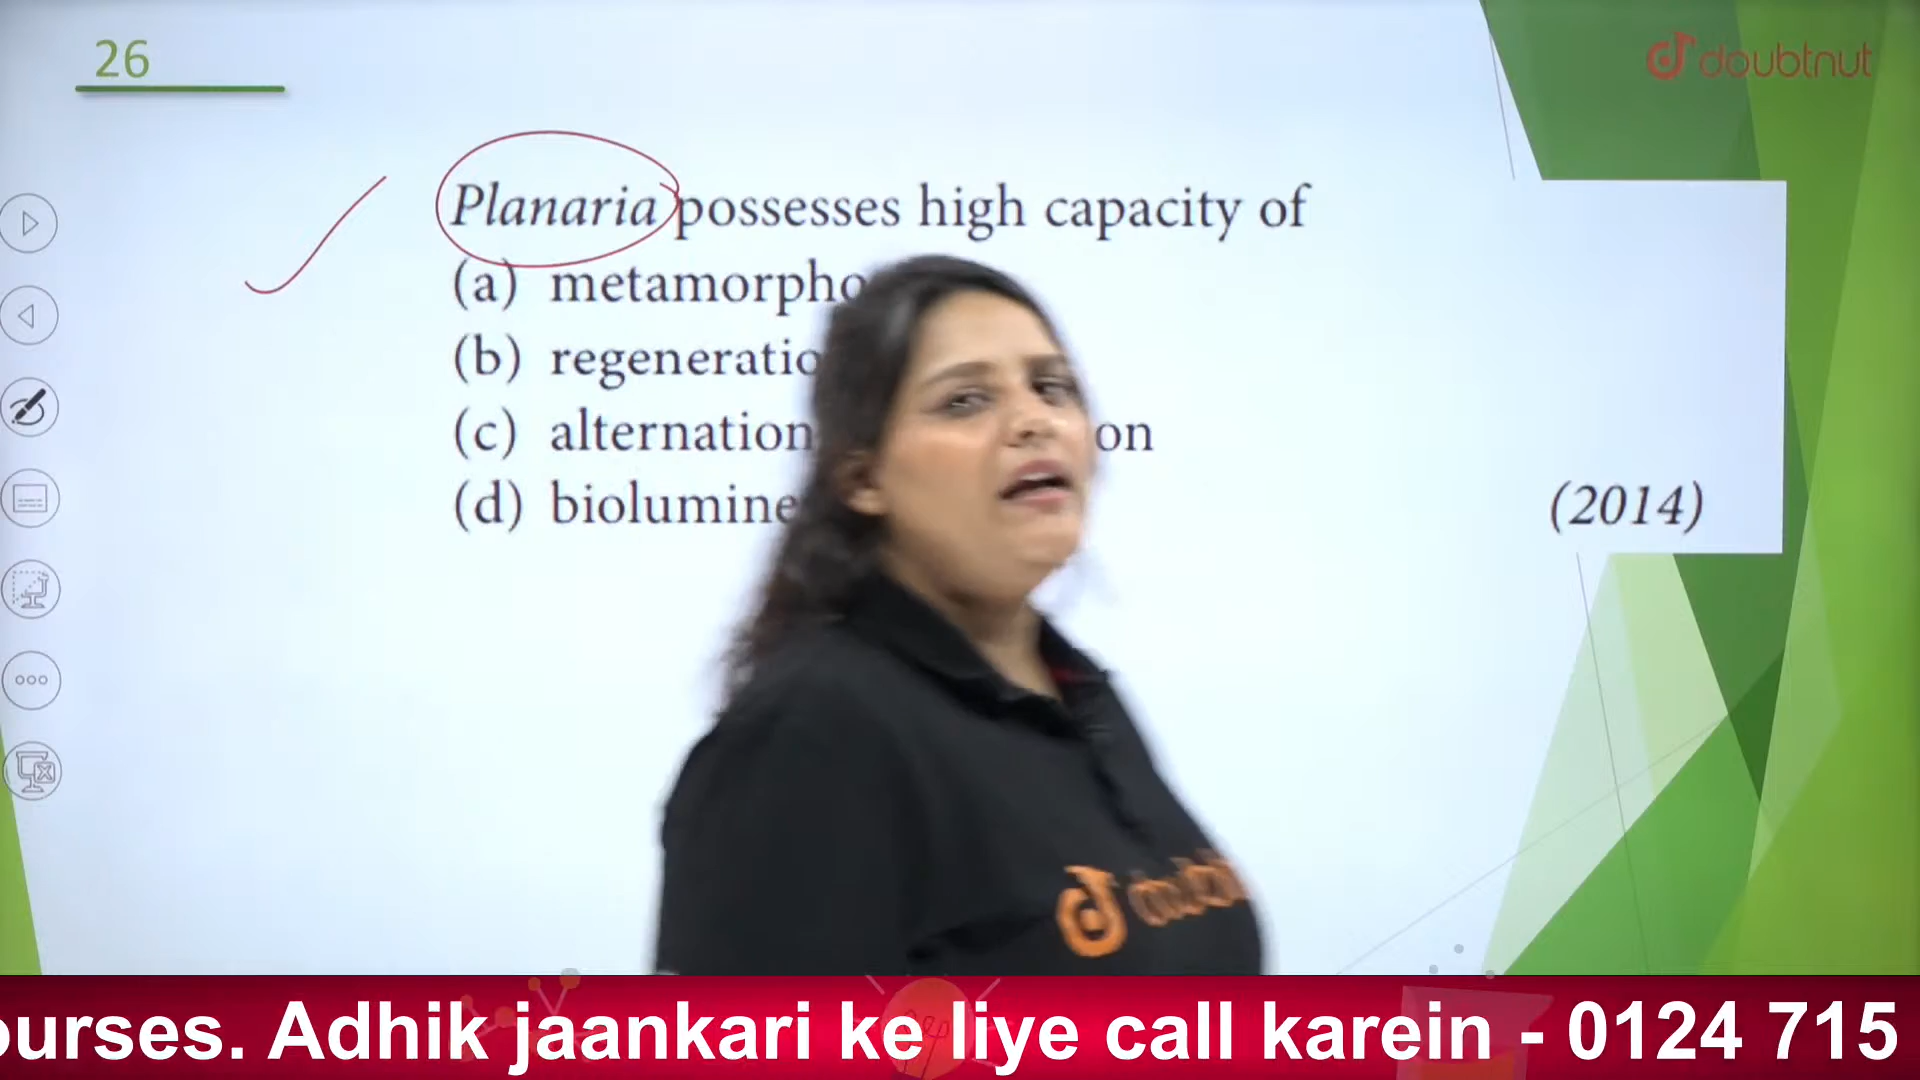 26
doubtnut
Planaria possesses high capacity of
(a) metamorpho
(b) regeneratio
(c) alternation on
(d) biolumine
(2014)
ourses. Adhik jaankari ke liye call karein - 0124 715